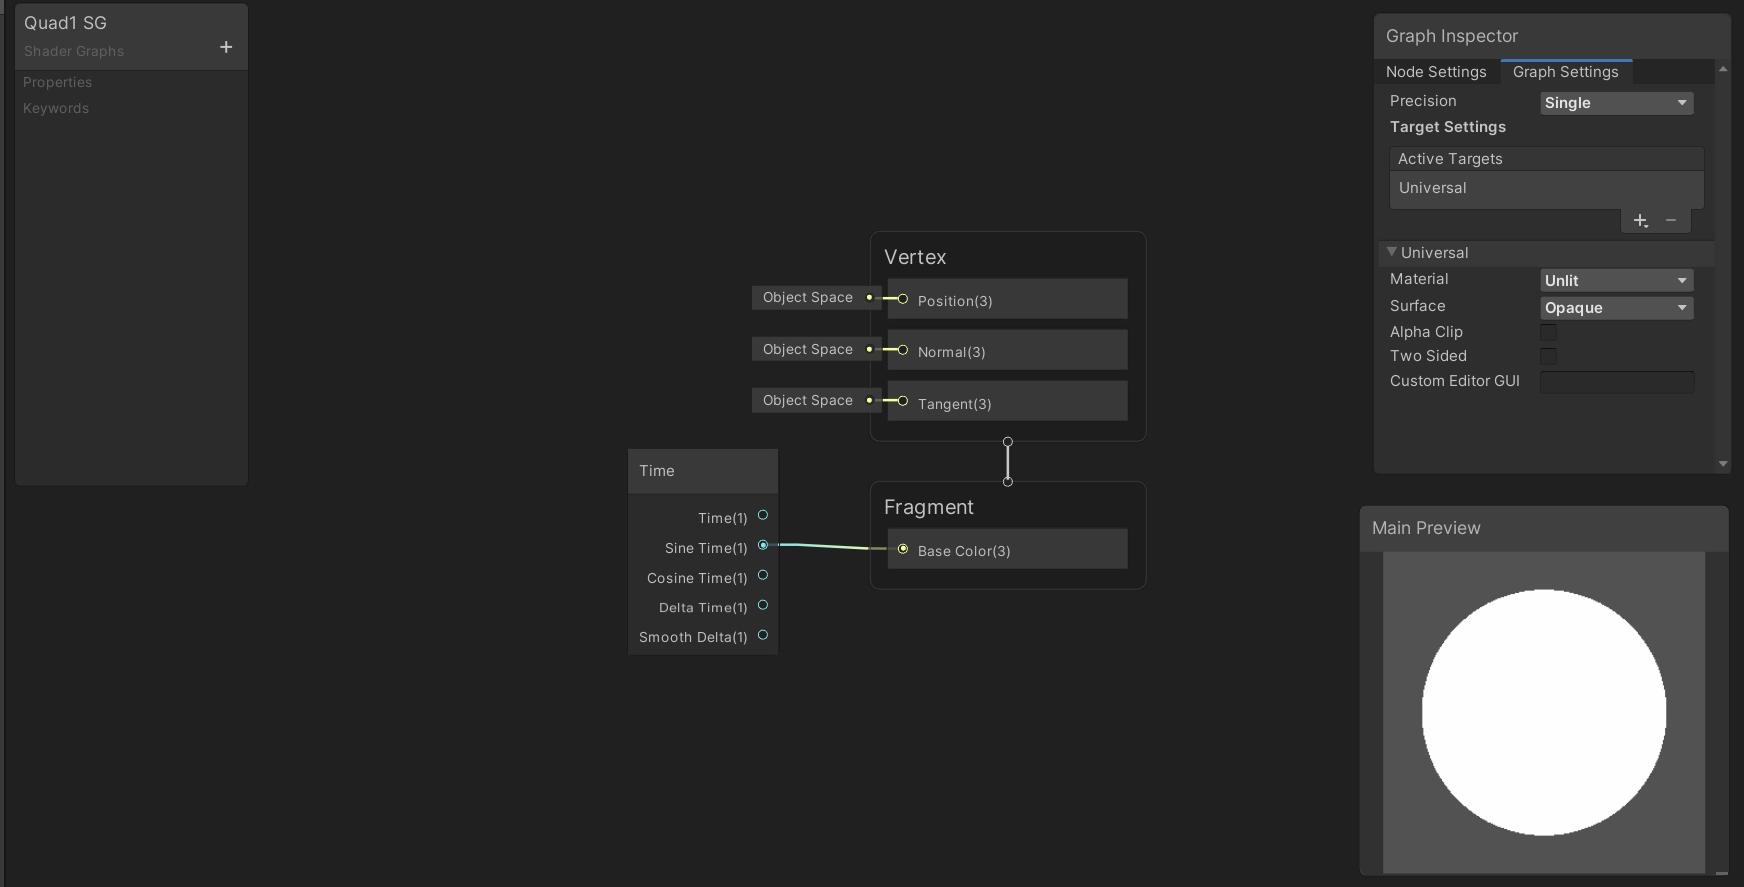 Quad1 SG
Shader Graphs
+
Properties
Keywords
Vertex
Object Space
Position(3)
Object Space
Normal(3)
Object Space
Tangent(3)
Time
Time(1)
Sine Time(1)
Cosine Time(1)
Delta Time(1)
Smooth Delta(1)
Fragment
Base Color(3)
Graph Inspector
Node Settings Graph Settings
Precision Single
Target Settings
Active Targets
Universal
Universal
Material Unlit
Surface Opaque
Alpha Clip
Two Sided
Custom Editor GUI
Main Preview